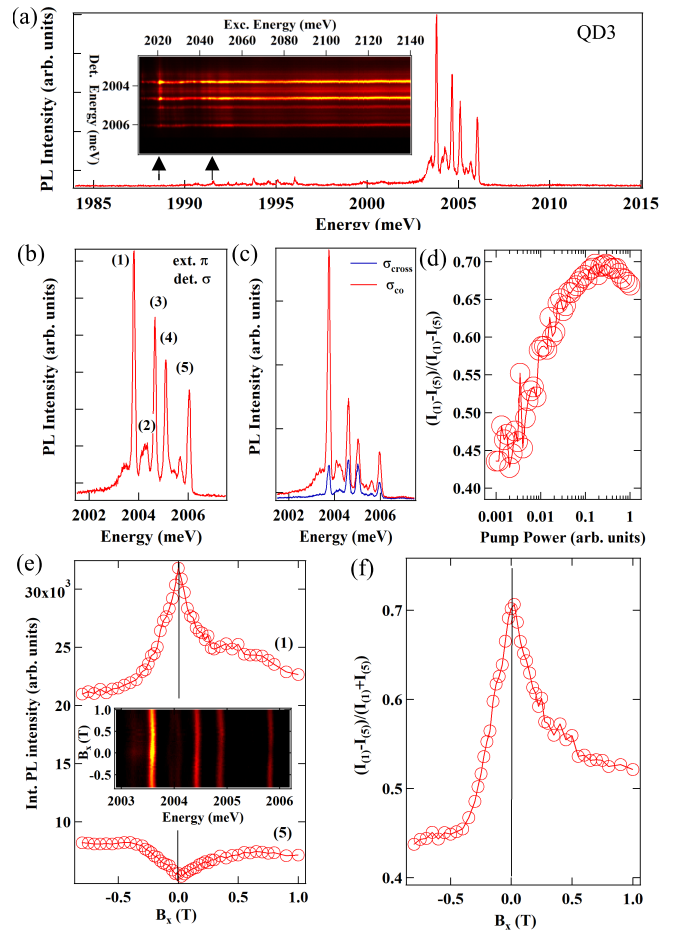 (a)
Exc. Energy (meV)
2020 2040 2060 2080 2100 2120 2140
QD3
PL Intensity (arb. units)
Det. Energy (meV)
2004
2006
1985 1990 1995 2000 2005 2010 2015
Energy (meV)
(b)
(1)
ext. π
det. σ
(3)
(4)
(5)
(2)
PL Intensity (arb. units)
2002 2004 2006
Energy (meV)
(c)
σcross
σco
PL Intensity (arb. units)
2002 2004 2006
Energy (meV)
(d)
(I(1)-I(5))/(I(1)-I(5))
0.70
0.65
0.60
0.55
0.50
0.45
0.40
0.001 0.01 0.1 1
Pump Power (arb. units)
(e)
Int. PL intensity (arb. units)
30x10³
25
20
10
(1)
Bx (T)
1.0
0.5
0.0
-0.5
2003 2004 2005 2006
Energy (meV)
(5)
-0.5 0.0 0.5 1.0
Bx (T)
(f)
(I(1)-I(5))/(I(1)+I(5))
0.7
0.6
0.5
0.4
-0.5 0.0 0.5 1.0
Bx (T)